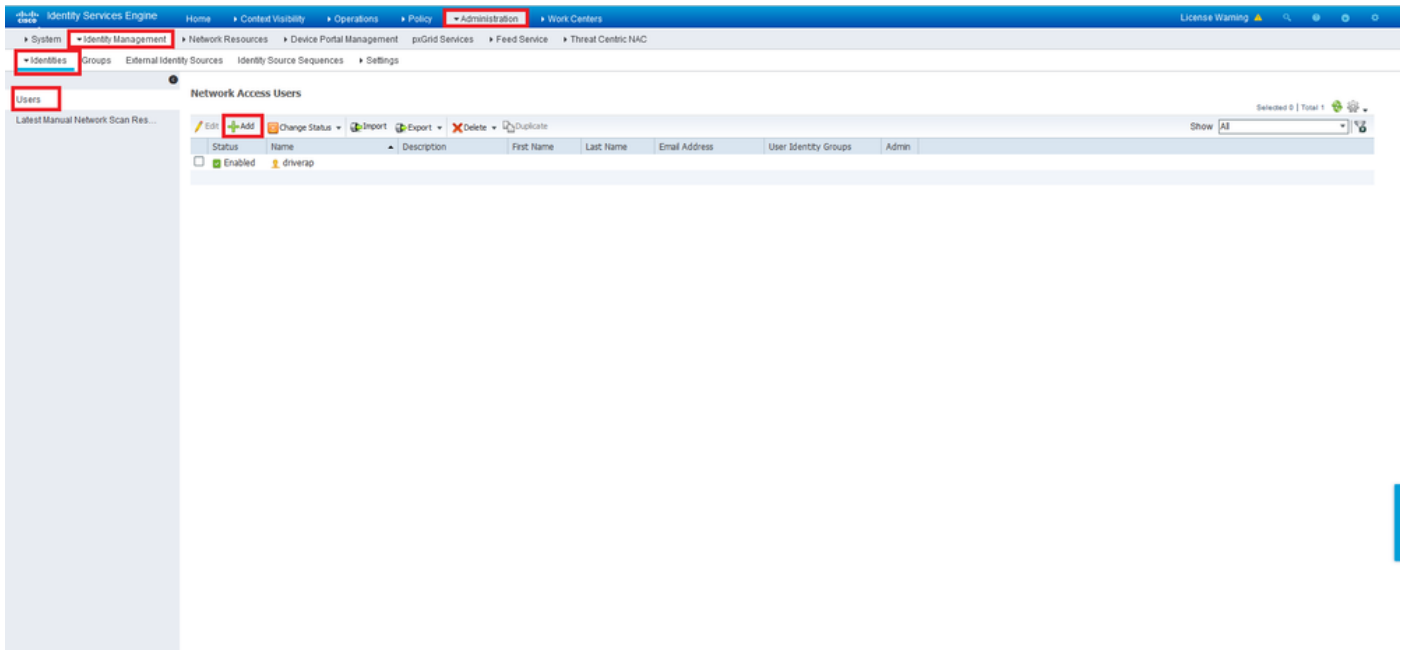 cisco Identity Services Engine Home Context Visibility Operations Policy Administration Work Centers License Warning
System Identity Management Network Resources Device Portal Management pxGrid Services Feed Service Threat Centric NAC
Identities Groups External Identity Sources Identity Source Sequences Settings
Users
Latest Manual Network Scan Res...
Network Access Users
Selected 0 | Total 1
Edit Add Change Status Import Export Delete Duplicate Show All
Status Name Description First Name Last Name Email Address User Identity Groups Admin
Enabled driverap